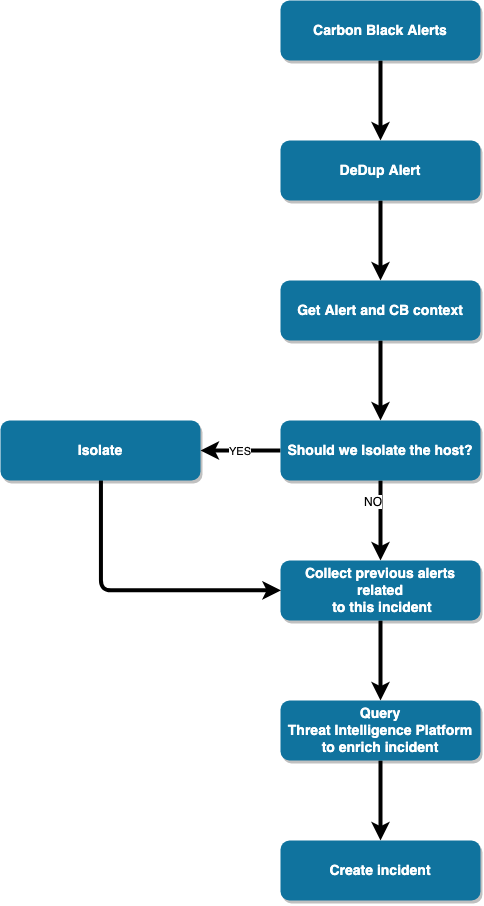 Carbon Black Alerts
DeDup Alert
Get Alert and CB context
Isolate
YES
Should we Isolate the host?
NO
Collect previous alerts
related
to this incident
Query
Threat Intelligence Platform
to enrich incident
Create incident